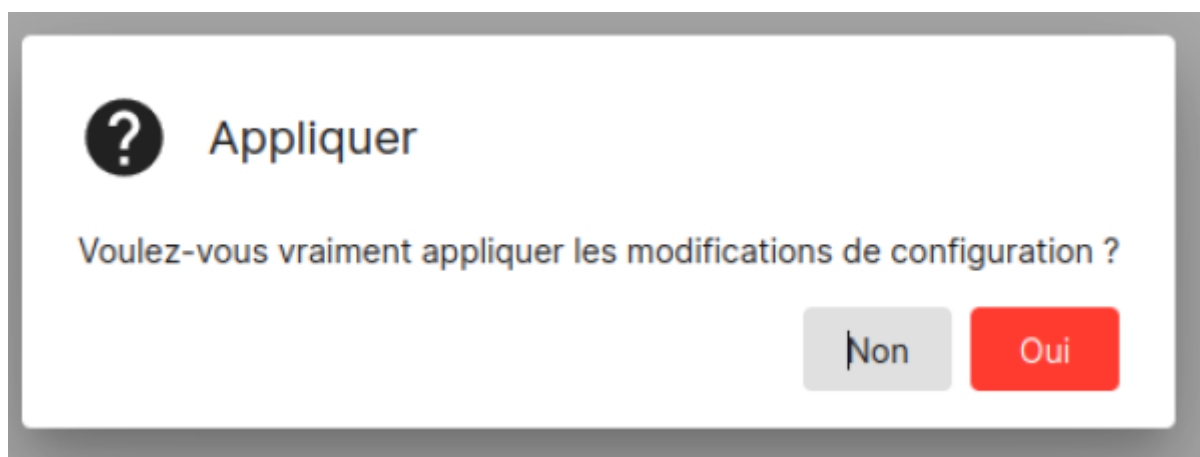 Appliquer
Voulez-vous vraiment appliquer les modifications de configuration ?
Non Oui